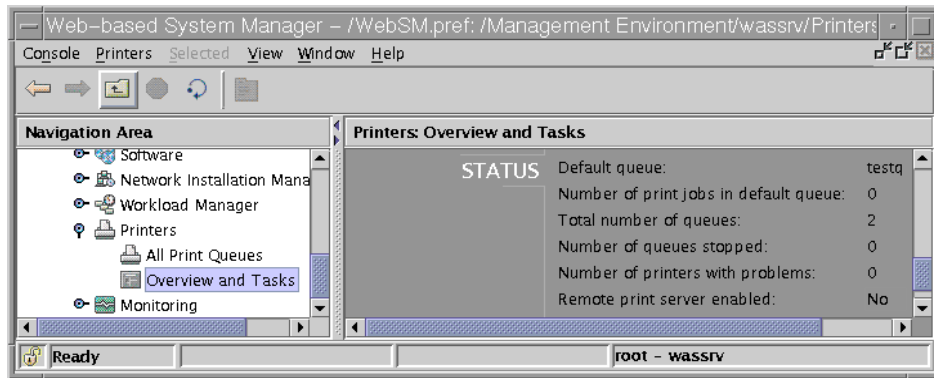 Web-based System Manager - /WebSM.pref: /Management Environment/wassrv/Printers
Console Printers Selected View Window Help
Navigation Area
Printers: Overview and Tasks
Software
Network Installation Mana
Workload Manager
Printers
All Print Queues
Overview and Tasks
Monitoring
STATUS
Default queue: testq
Number of print jobs in default queue: 0
Total number of queues: 2
Number of queues stopped: 0
Number of printers with problems: 0
Remote print server enabled: No
Ready
root - wassrv